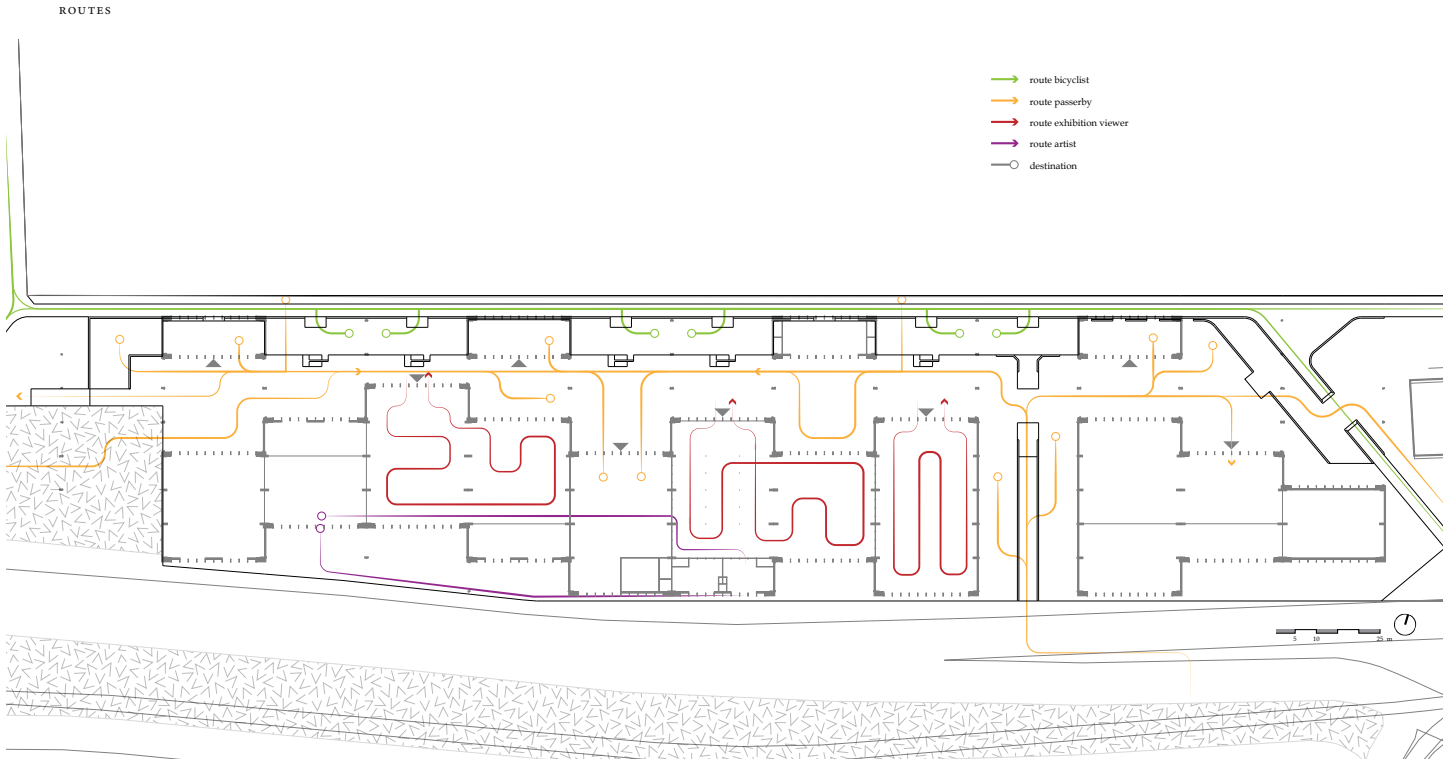 ROUTES
route bicyclist
route passerby
route exhibition viewer
route artist
destination
5 10 25 m